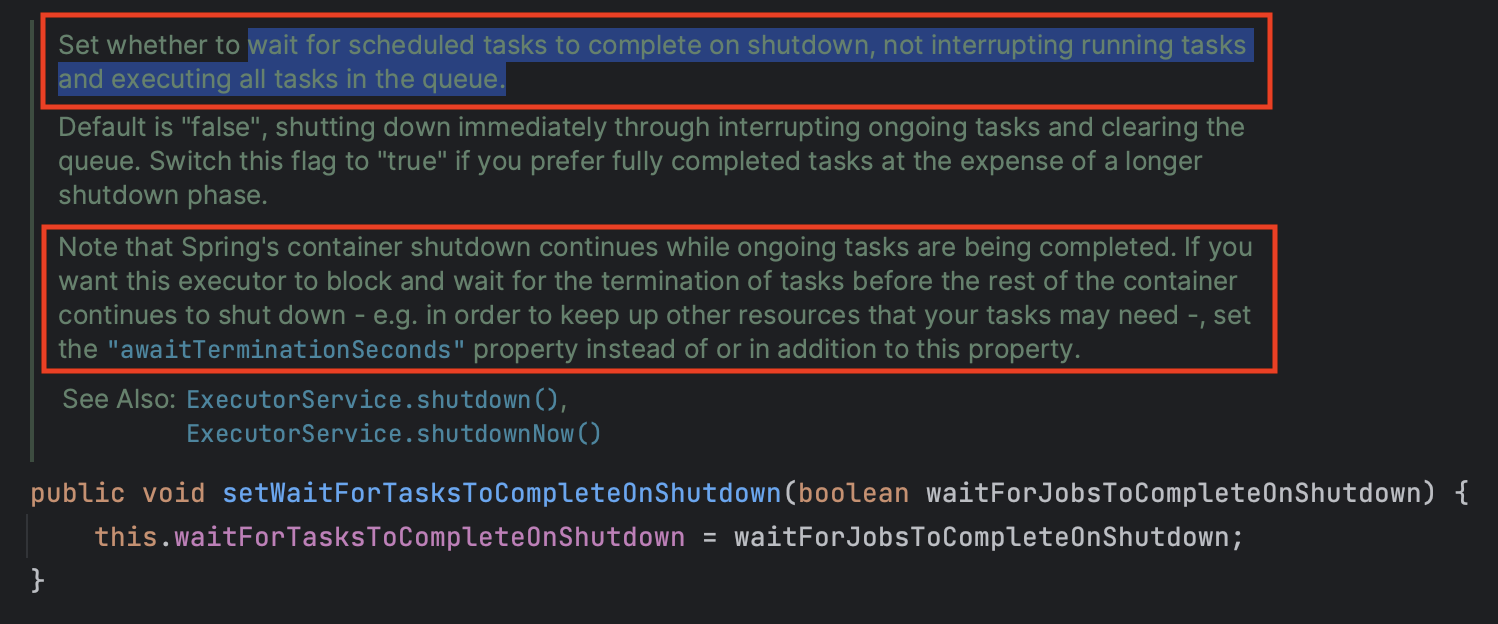 Set whether to wait for scheduled tasks to complete on shutdown, not interrupting running tasks
and executing all tasks in the queue.
Default is "false", shutting down immediately through interrupting ongoing tasks and clearing the
queue. Switch this flag to "true" if you prefer fully completed tasks at the expense of a longer
shutdown phase.
Note that Spring's container shutdown continues while ongoing tasks are being completed. If you
want this executor to block and wait for the termination of tasks before the rest of the container
continues to shut down - e.g. in order to keep up other resources that your tasks may need -, set
the "awaitTerminationSeconds" property instead of or in addition to this property.
See Also: ExecutorService.shutdown(),
ExecutorService.shutdownNow()
public void setWaitForTasksToCompleteOnShutdown(boolean waitForJobsToCompleteOnShutdown) {
this.waitForTasksToCompleteOnShutdown = waitForJobsToCompleteOnShutdown;
}